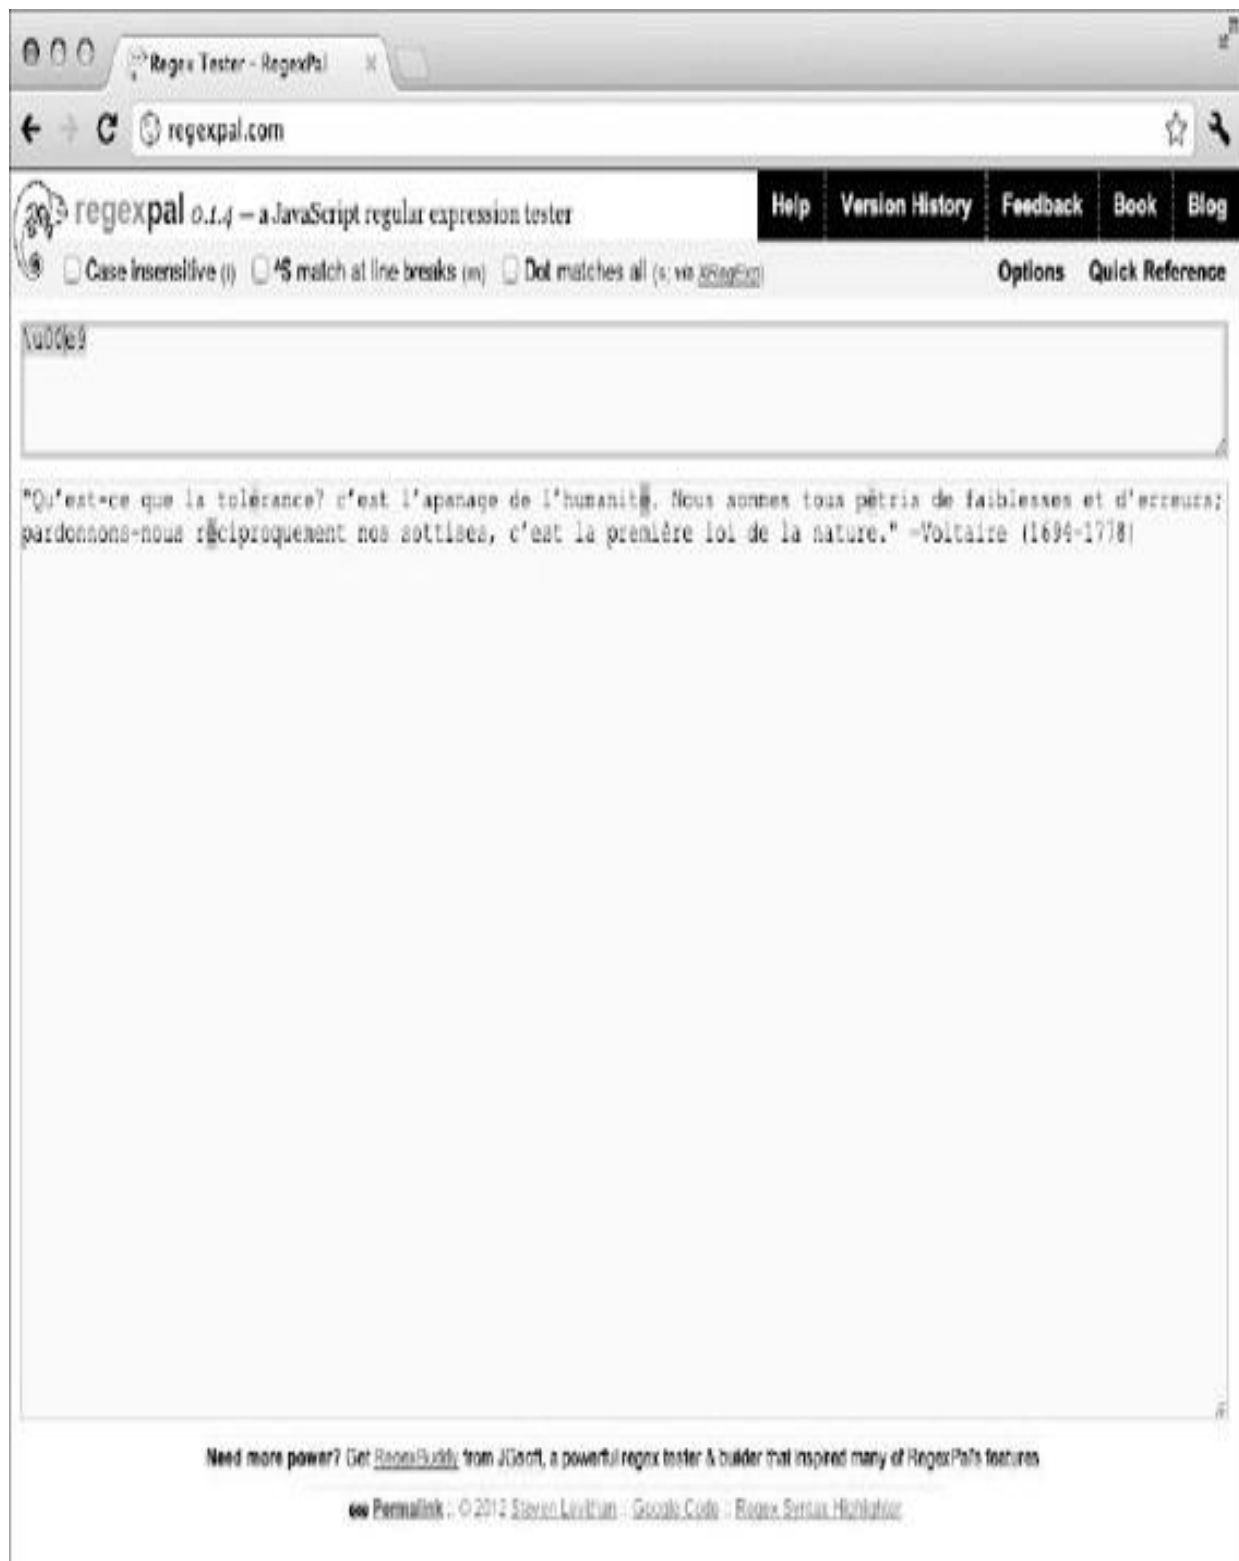 Regex Tester - RegexPal
regexpal.com
regexpal 0.1.4 — a JavaScript regular expression tester
Help Version History Feedback Book Blog
Case insensitive (i) ^$ match at line breaks (m) Dot matches all (s; via XRegExp)
Options Quick Reference
\u00e9
"Qu'est-ce que la tolérance? c'est l'apanage de l'humanité. Nous sommes tous pétris de faiblesses et d'erreurs;
pardonnons-nous réciproquement nos sottises, c'est la première loi de la nature." —Voltaire (1694-1778)
Need more power? Get RegexBuddy from JGsoft, a powerful regex tester & builder that inspired many of RegexPal's features
Permalink :: © 2012 Steven Levithan :: Google Code :: Regex Syntax Highlighter